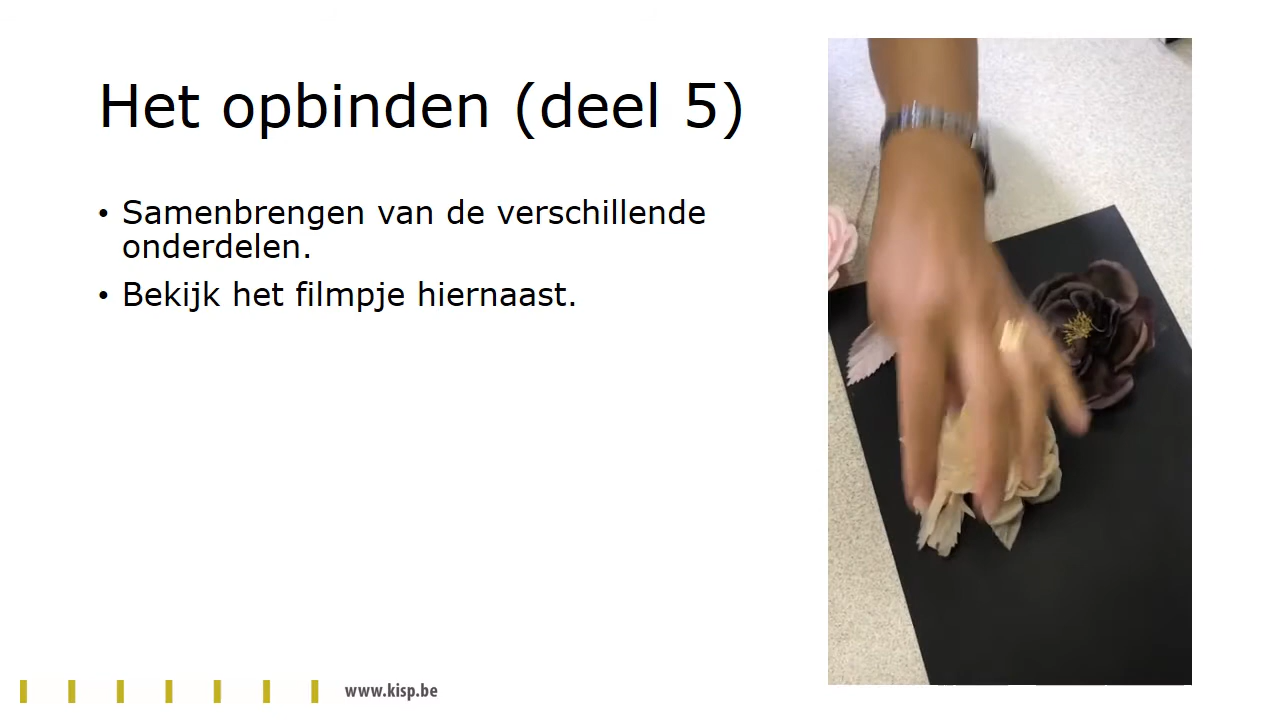 Het opbinden (deel 5)
• Samenbrengen van de verschillende
onderdelen.
• Bekijk het filmpje hiernaast.
www.kisp.be